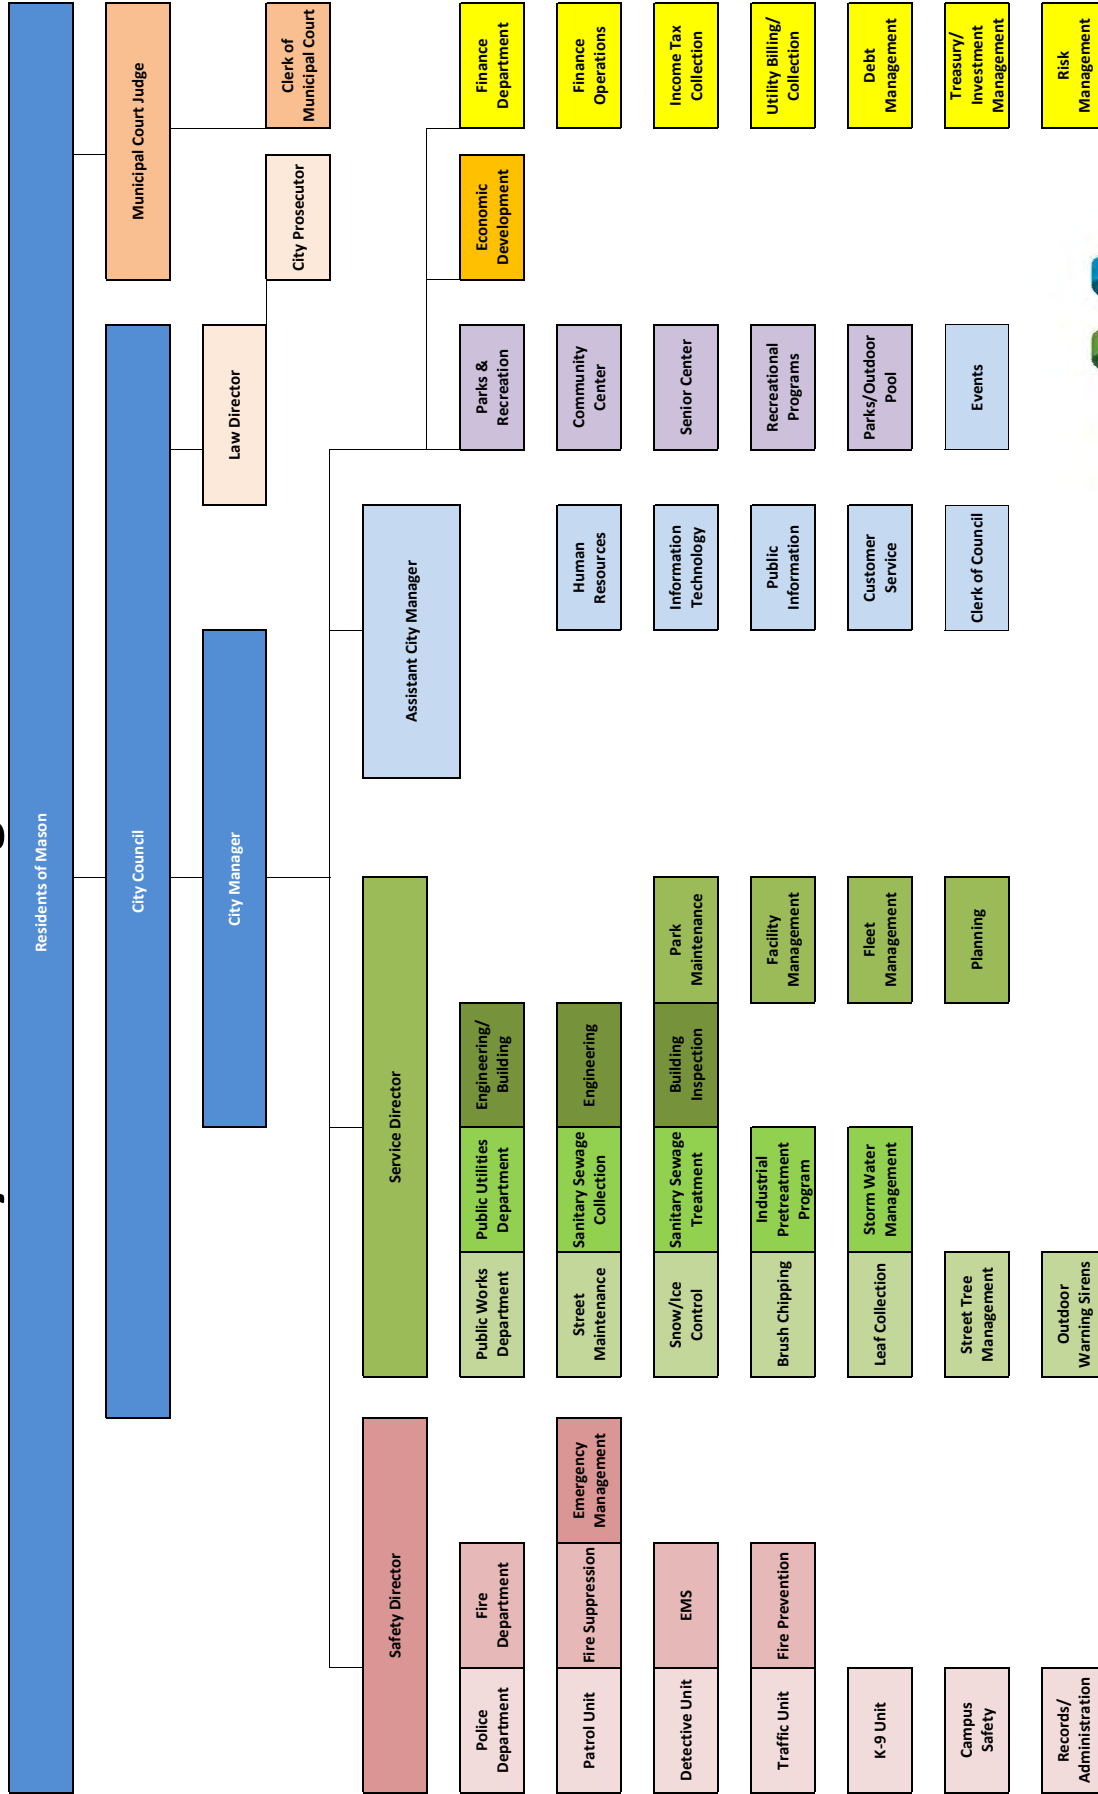 Residents of Mason
City Council
Municipal Court Judge
City Manager
Law Director
City Prosecutor
Clerk of
Municipal Court
Safety Director
Service Director
Assistant City Manager
Police
Department
Fire
Department
Public Works
Department
Public Utilities
Department
Engineering/
Building
Parks &
Recreation
Economic
Development
Finance
Department
Patrol Unit
Fire Suppression
Emergency
Management
Street
Maintenance
Sanitary Sewage
Collection
Engineering
Human
Resources
Community
Center
Finance
Operations
Detective Unit
EMS
Snow/Ice
Control
Sanitary Sewage
Treatment
Building
Inspection
Park
Maintenance
Information
Technology
Senior Center
Income Tax
Collection
Traffic Unit
Fire Prevention
Brush Chipping
Industrial
Pretreatment
Program
Facility
Management
Public
Information
Recreational
Programs
Utility Billing/
Collection
K-9 Unit
Leaf Collection
Storm Water
Management
Fleet
Management
Customer
Service
Parks/Outdoor
Pool
Debt
Management
Campus
Safety
Street Tree
Management
Planning
Clerk of Council
Events
Treasury/
Investment
Management
Records/
Administration
Outdoor
Warning Sirens
Risk
Management